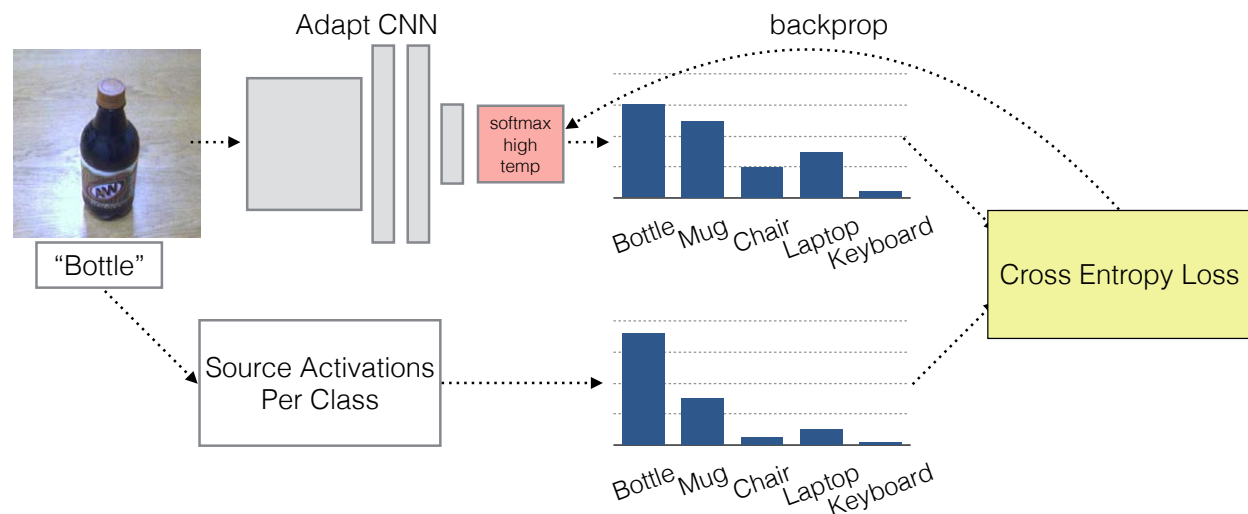 Adapt CNN
backprop
softmax
high
temp
A&W
Bottle
Mug
Chair
Laptop
Keyboard
“Bottle”
Cross Entropy Loss
Source Activations
Per Class
Bottle
Mug
Chair
Laptop
Keyboard